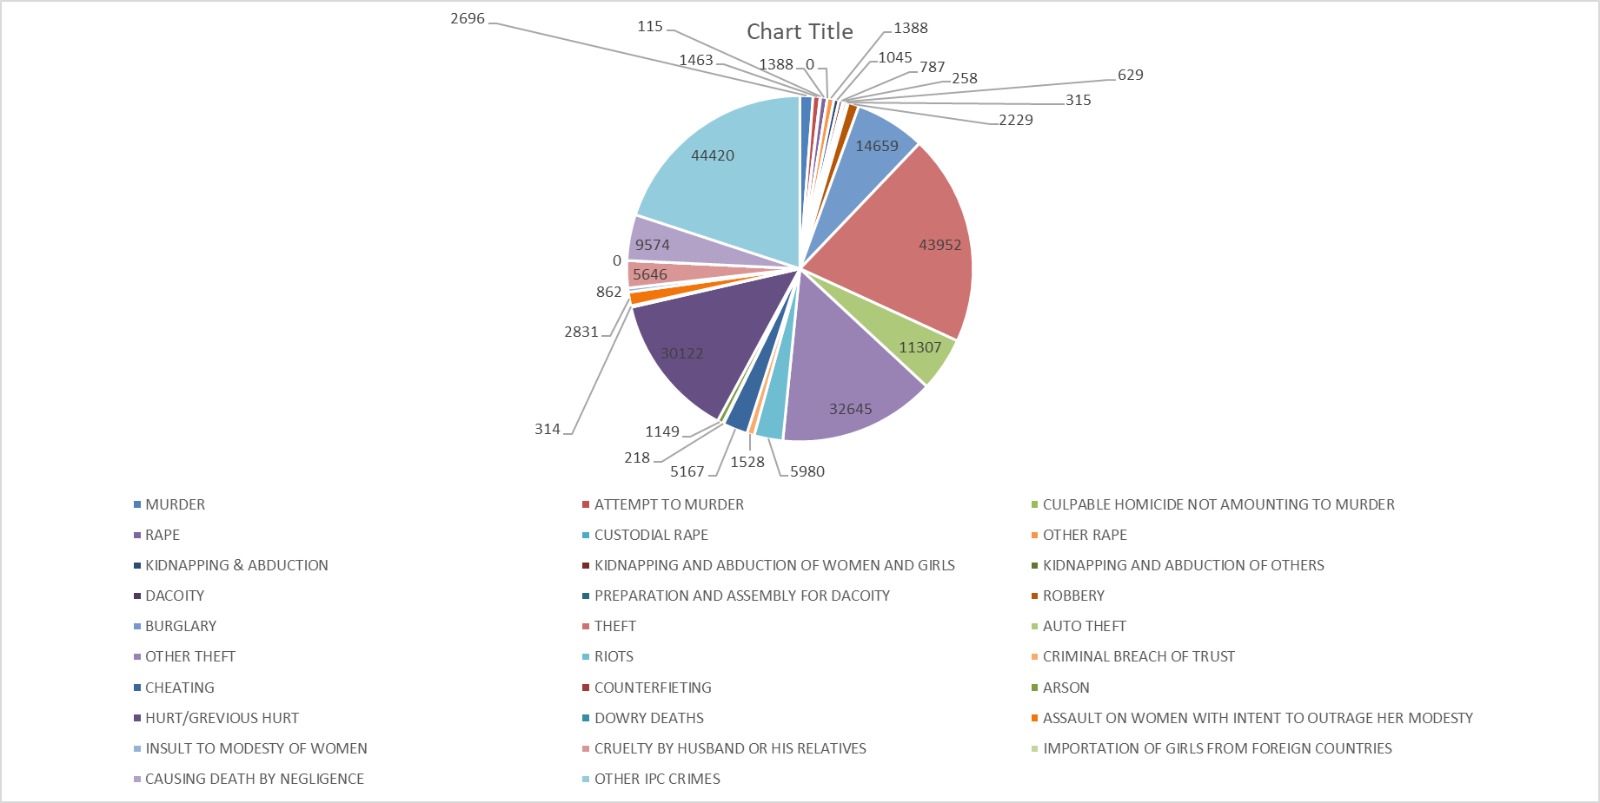 Chart Title
2696
115
1463
1388
0
1388
1045
787
258
629
315
2229
14659
43952
11307
32645
5980
1528
5167
218
1149
30122
314
2831
862
5646
0
9574
44420
MURDER
ATTEMPT TO MURDER
CULPABLE HOMICIDE NOT AMOUNTING TO MURDER
RAPE
CUSTODIAL RAPE
OTHER RAPE
KIDNAPPING & ABDUCTION
KIDNAPPING AND ABDUCTION OF WOMEN AND GIRLS
KIDNAPPING AND ABDUCTION OF OTHERS
DACOITY
PREPARATION AND ASSEMBLY FOR DACOITY
ROBBERY
BURGLARY
THEFT
AUTO THEFT
OTHER THEFT
RIOTS
CRIMINAL BREACH OF TRUST
CHEATING
COUNTERFIETING
ARSON
HURT/GREVIOUS HURT
DOWRY DEATHS
ASSAULT ON WOMEN WITH INTENT TO OUTRAGE HER MODESTY
INSULT TO MODESTY OF WOMEN
CRUELTY BY HUSBAND OR HIS RELATIVES
IMPORTATION OF GIRLS FROM FOREIGN COUNTRIES
CAUSING DEATH BY NEGLIGENCE
OTHER IPC CRIMES